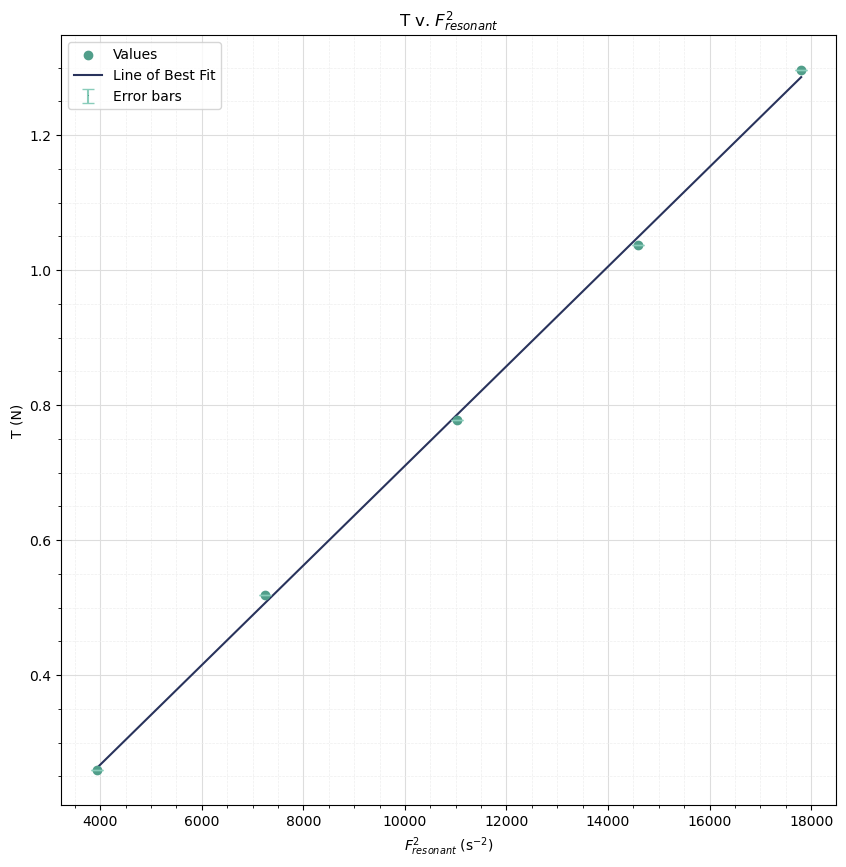 T v. F²resonant
Values
Line of Best Fit
Error bars
T (N)
1.2
1.0
0.8
0.6
0.4
4000 6000 8000 10000 12000 14000 16000 18000
F²resonant (s⁻²)